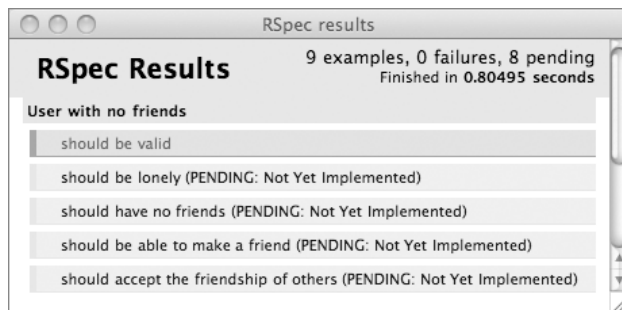 RSpec results
RSpec Results
9 examples, 0 failures, 8 pending
Finished in 0.80495 seconds
User with no friends
should be valid
should be lonely (PENDING: Not Yet Implemented)
should have no friends (PENDING: Not Yet Implemented)
should be able to make a friend (PENDING: Not Yet Implemented)
should accept the friendship of others (PENDING: Not Yet Implemented)